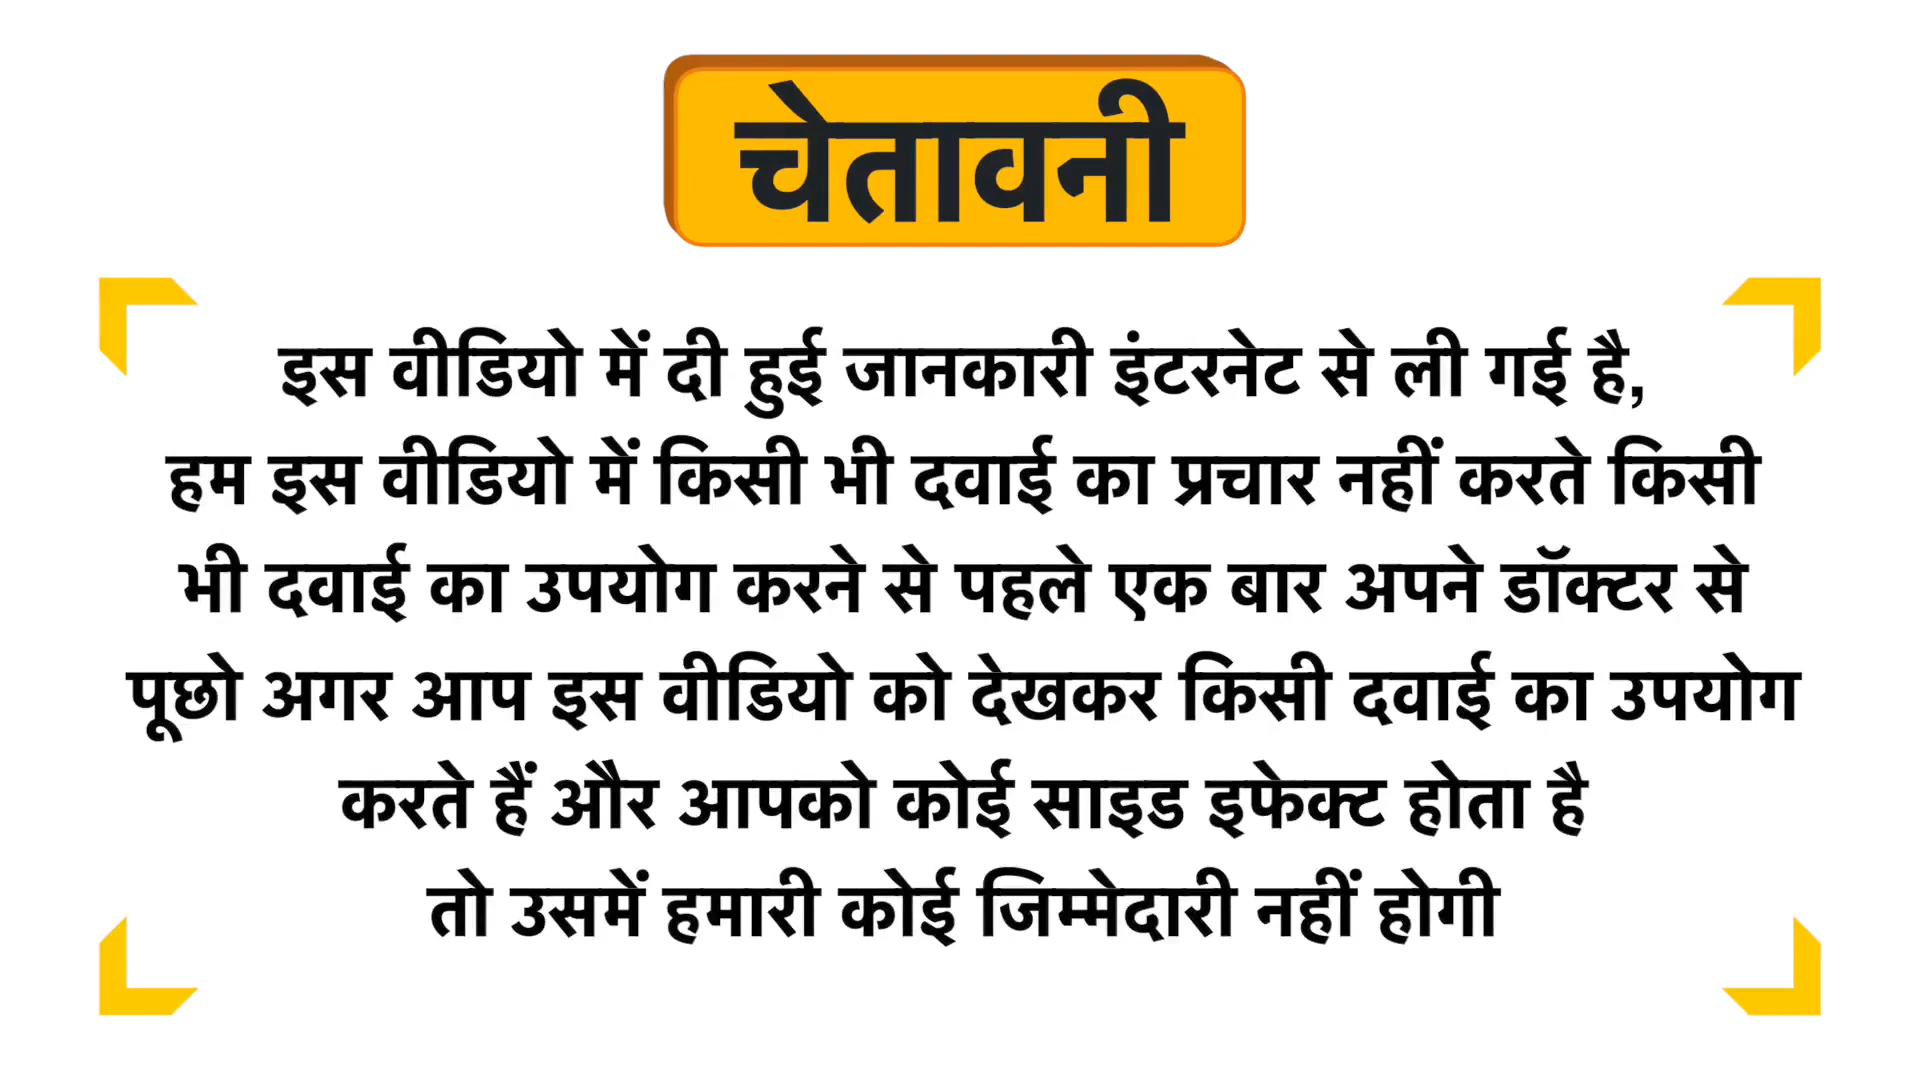 चेतावनी
इस वीडियो में दी हुई जानकारी इंटरनेट से ली गई है,
हम इस वीडियो में किसी भी दवाई का प्रचार नहीं करते किसी
भी दवाई का उपयोग करने से पहले एक बार अपने डॉक्टर से
पूछो अगर आप इस वीडियो को देखकर किसी दवाई का उपयोग
करते हैं और आपको कोई साइड इफेक्ट होता है
तो उसमें हमारी कोई जिम्मेदारी नहीं होगी